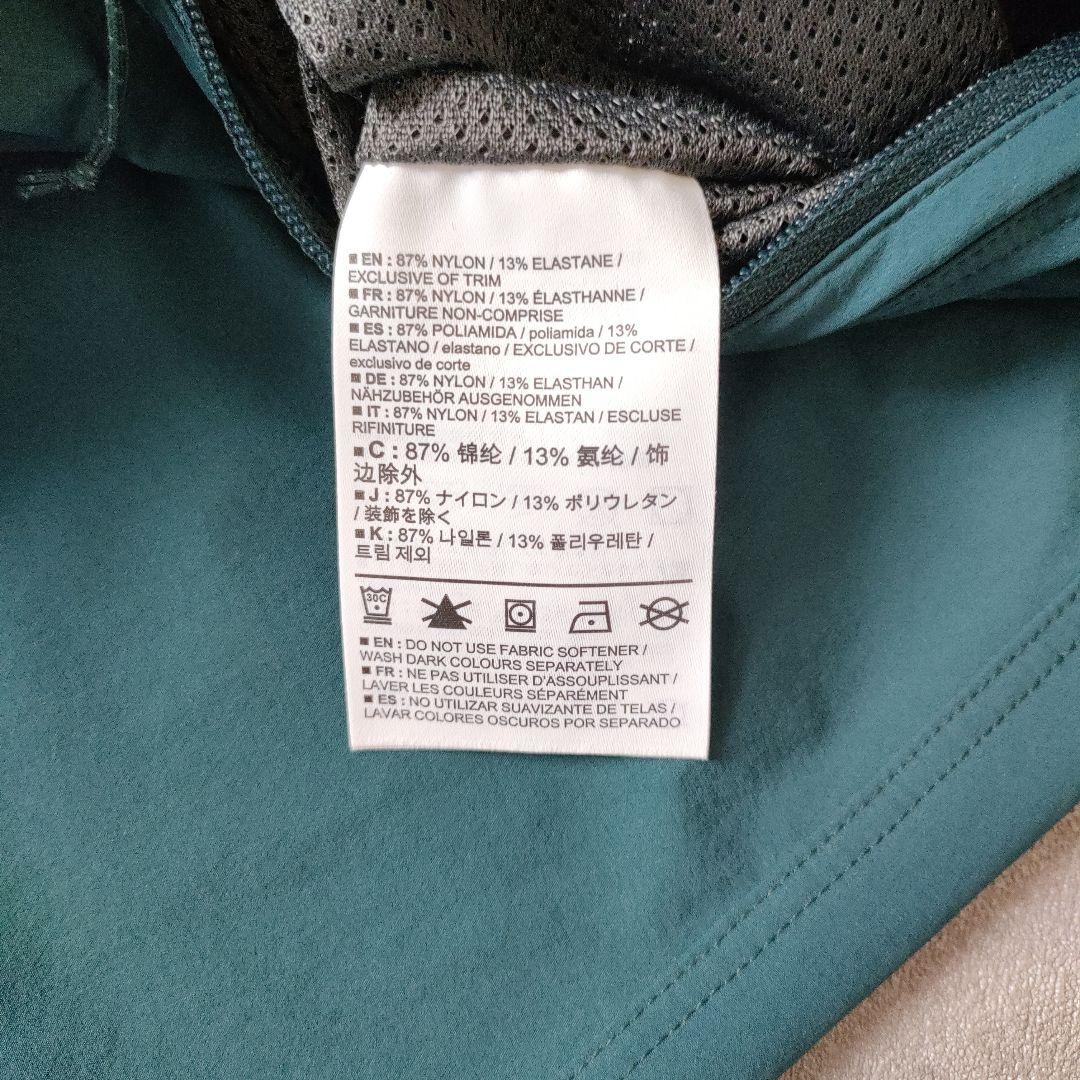 EN : 87% NYLON / 13% ELASTANE /
EXCLUSIVE OF TRIM
FR : 87% NYLON / 13% ÉLASTHANNE /
GARNITURE NON-COMPRISE
ES : 87% POLIAMIDA / poliamida / 13%
ELASTANO / elastano / EXCLUSIVO DE CORTE /
exclusivo de corte
DE : 87% NYLON / 13% ELASTHAN /
NÄHZUBEHÖR AUSGENOMMEN
IT : 87% NYLON / 13% ELASTAN / ESCLUSE
RIFINITURE
C : 87% 锦纶 / 13% 氨纶 / 饰
边除外
J : 87% ナイロン / 13% ポリウレタン
/ 装飾を除く
K : 87% 나일론 / 13% 폴리우레탄 /
트림 제외
30C
EN : DO NOT USE FABRIC SOFTENER /
WASH DARK COLOURS SEPARATELY
FR : NE PAS UTILISER D'ASSOUPLISSANT /
LAVER LES COULEURS SÉPARÉMENT
ES : NO UTILIZAR SUAVIZANTE DE TELAS /
LAVAR COLORES OSCUROS POR SEPARADO